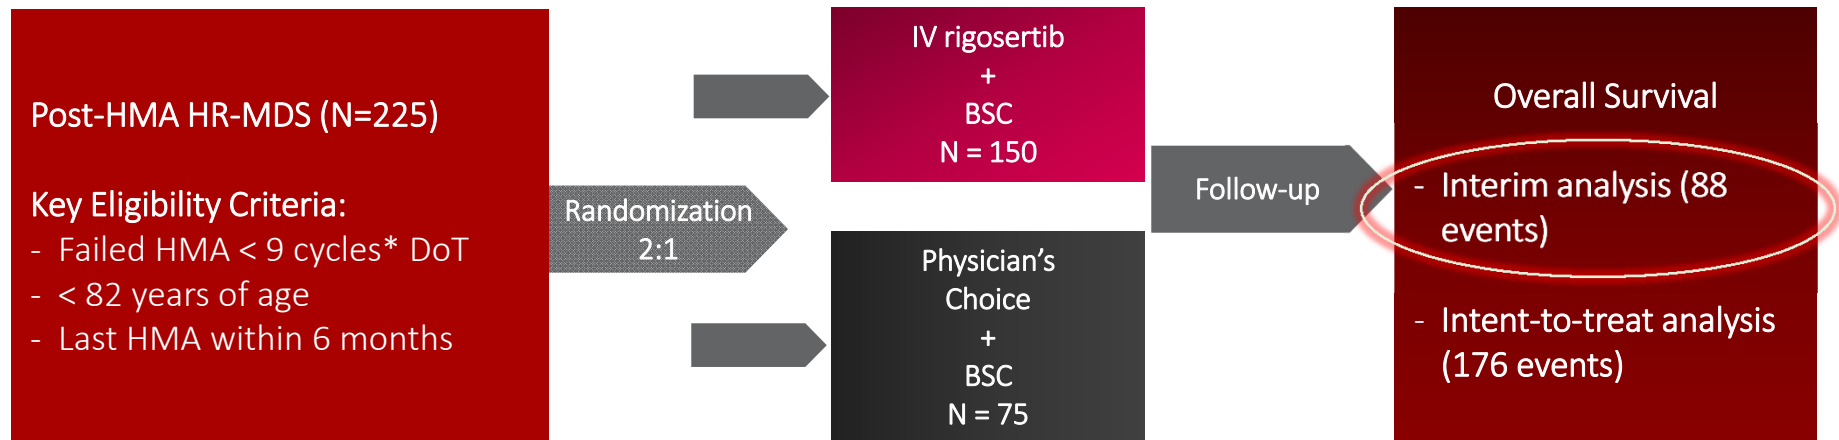 Post-HMA HR-MDS (N=225)
Key Eligibility Criteria:
- Failed HMA < 9 cycles* DoT
- < 82 years of age
- Last HMA within 6 months
Randomization
2:1
IV rigosertib
+
BSC
N = 150
Physician’s
Choice
+
BSC
N = 75
Follow-up
Overall Survival
- Interim analysis (88
events)
- Intent-to-treat analysis
(176 events)